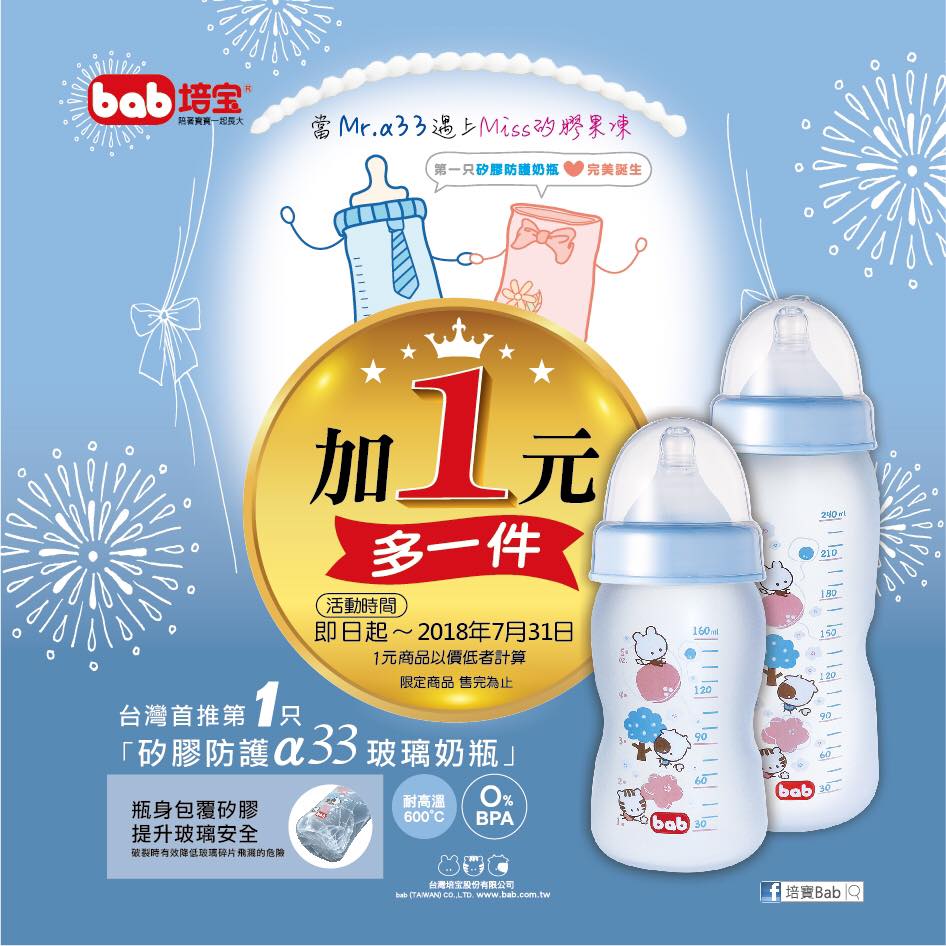 bab 培宝®
陪著寶寶一起長大
當Mr.α33遇上Miss矽膠果凍
第一只矽膠防護奶瓶❤完美誕生
加1元
多一件
活動時間
即日起～2018年7月31日
1元商品以價低者計算
限定商品 售完為止
台灣首推第1只
「矽膠防護α33玻璃奶瓶」
瓶身包覆矽膠
提升玻璃安全
破裂時有效降低玻璃碎片飛濺的危險
耐高溫
600°C
0%
BPA
台灣培宝股份有限公司
bab (TAIWAN) CO.,LTD. www.bab.com.tw
160ml
120
90
60
30
bab
240ml
210
180
150
120
90
60
30
bab
f 培寶Bab